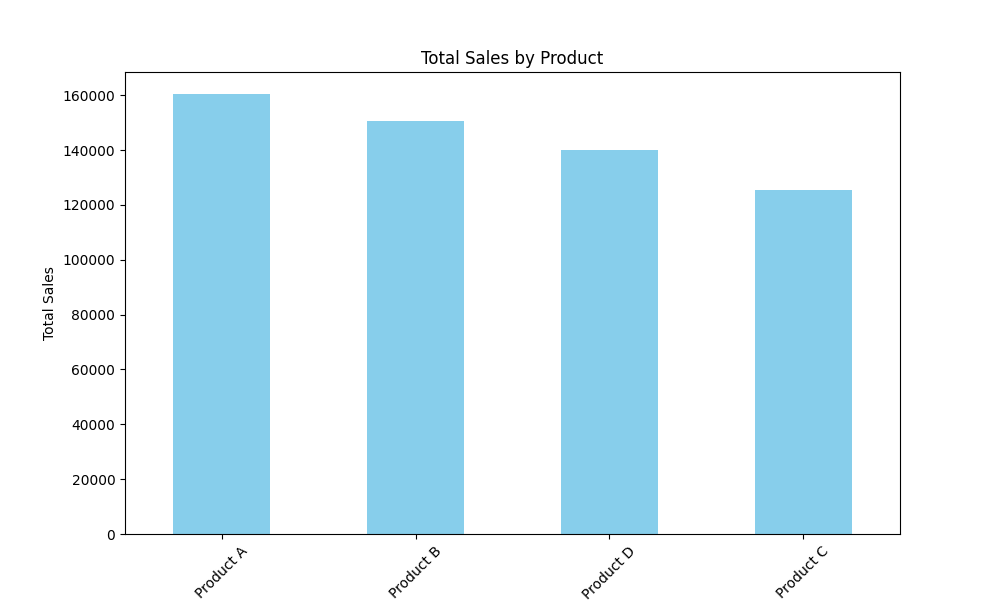 Total Sales by Product
Total Sales
160000
140000
120000
100000
80000
60000
40000
20000
0
Product A
Product B
Product D
Product C